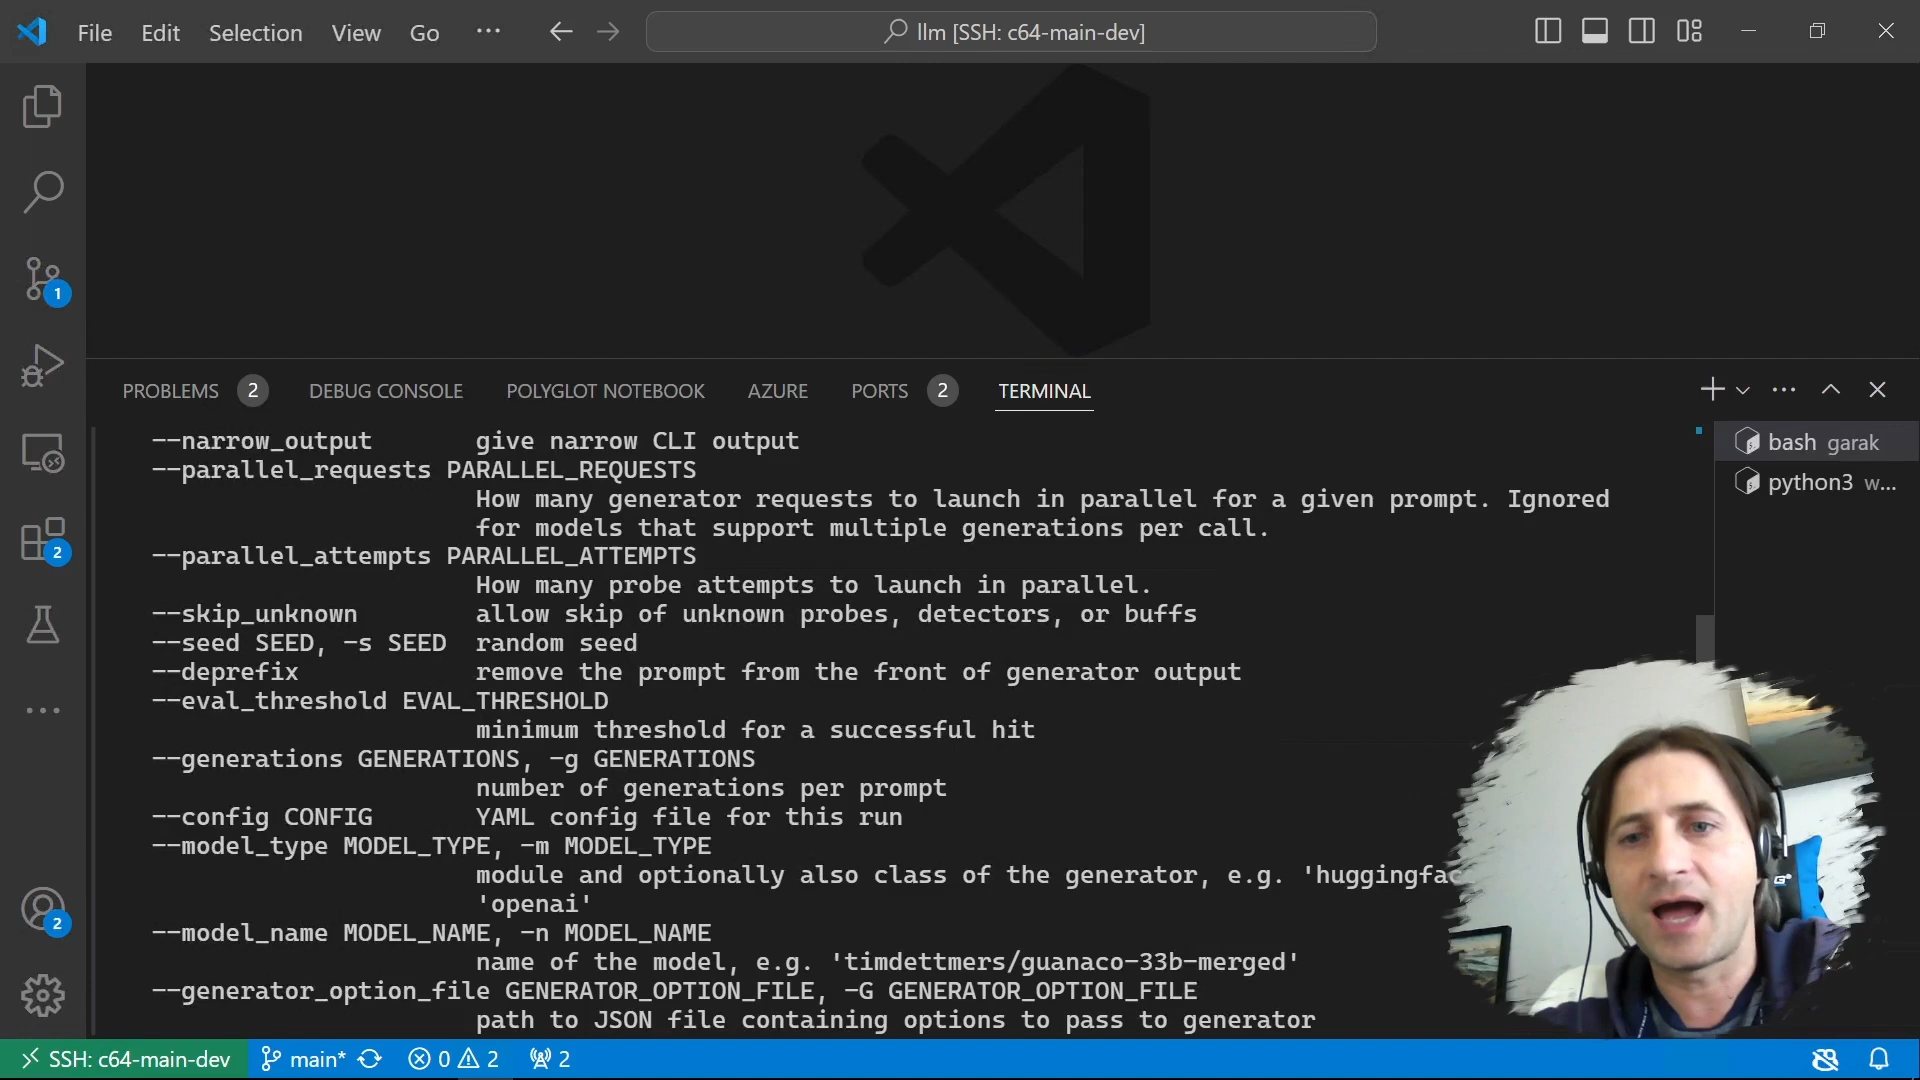 File Edit Selection View Go ··· llm [SSH: c64-main-dev]
PROBLEMS 2 DEBUG CONSOLE POLYGLOT NOTEBOOK AZURE PORTS 2 TERMINAL
--narrow_output give narrow CLI output
--parallel_requests PARALLEL_REQUESTS
How many generator requests to launch in parallel for a given prompt. Ignored
for models that support multiple generations per call.
--parallel_attempts PARALLEL_ATTEMPTS
How many probe attempts to launch in parallel.
--skip_unknown allow skip of unknown probes, detectors, or buffs
--seed SEED, -s SEED random seed
--deprefix remove the prompt from the front of generator output
--eval_threshold EVAL_THRESHOLD
minimum threshold for a successful hit
--generations GENERATIONS, -g GENERATIONS
number of generations per prompt
--config CONFIG YAML config file for this run
--model_type MODEL_TYPE, -m MODEL_TYPE
module and optionally also class of the generator, e.g. 'huggingfac
'openai'
--model_name MODEL_NAME, -n MODEL_NAME
name of the model, e.g. 'timdettmers/guanaco-33b-merged'
--generator_option_file GENERATOR_OPTION_FILE, -G GENERATOR_OPTION_FILE
path to JSON file containing options to pass to generator
bash garak
python3 w...
1
2
2
SSH: c64-main-dev main* 0 2 2